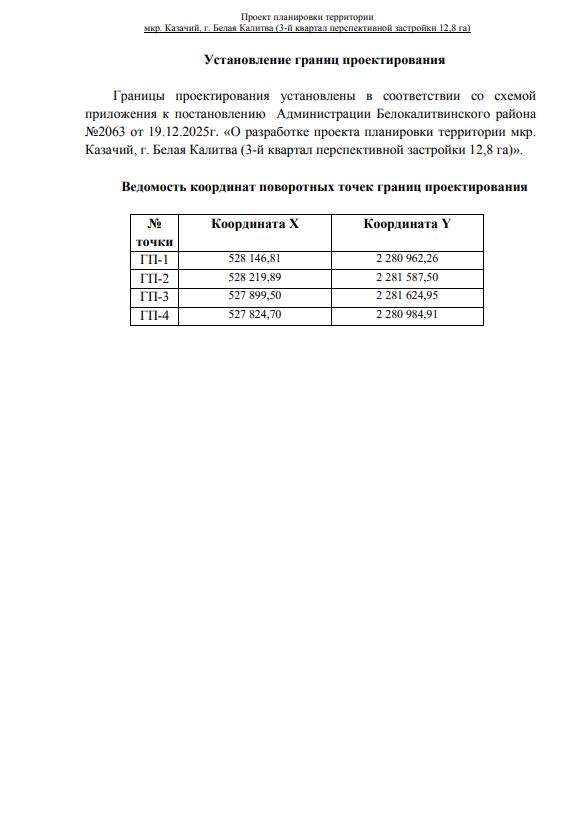 Проект планировки территории
мкр. Казачий, г. Белая Калитва (3-й квартал перспективной застройки 12,8 га)
Установление границ проектирования
Границы проектирования установлены в соответствии со схемой
приложения к постановлению Администрации Белокалитвинского района
№2063 от 19.12.2025г. «О разработке проекта планировки территории мкр.
Казачий, г. Белая Калитва (3-й квартал перспективной застройки 12,8 га)».
Ведомость координат поворотных точек границ проектирования
№ точки Координата X Координата Y
ГП-1 528 146,81 2 280 962,26
ГП-2 528 219,89 2 281 587,50
ГП-3 527 899,50 2 281 624,95
ГП-4 527 824,70 2 280 984,91